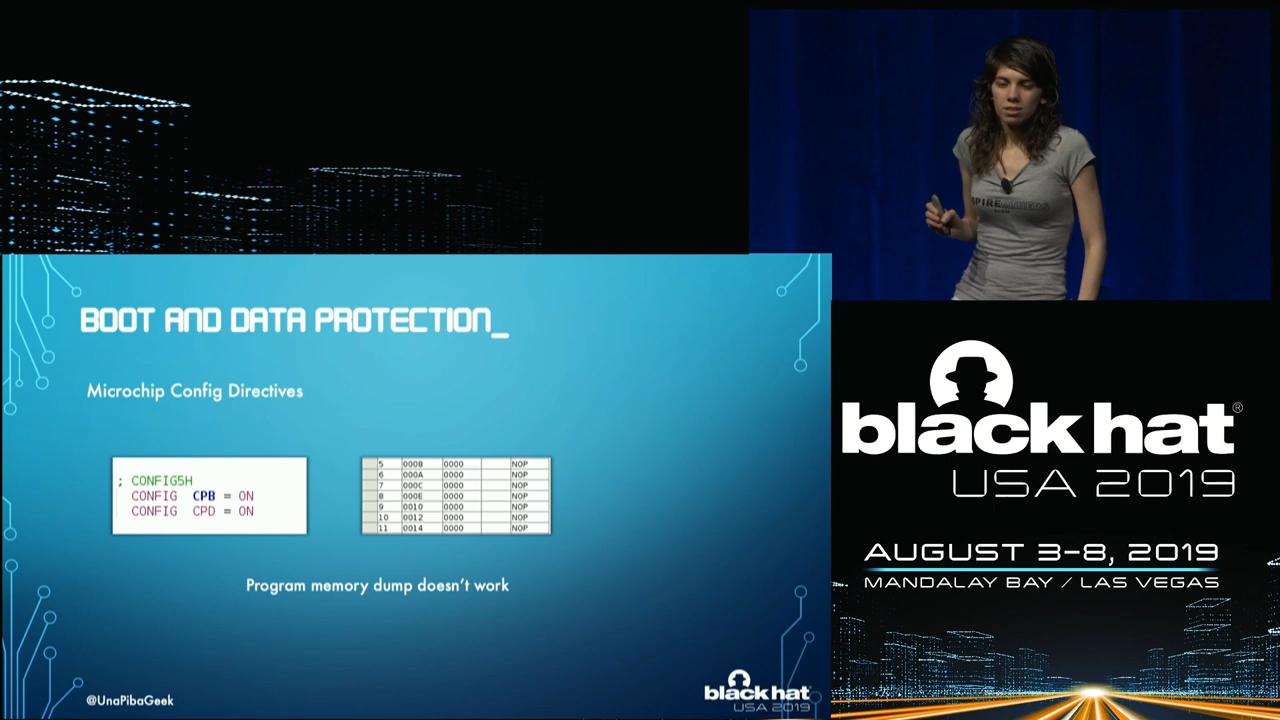 BOOT AND DATA PROTECTION_
Microchip Config Directives
; CONFIG5H
CONFIG CPB = ON
CONFIG CPD = ON
5 0008 0000 NOP
6 000A 0000 NOP
7 000C 0000 NOP
8 000E 0000 NOP
9 0010 0000 NOP
10 0012 0000 NOP
11 0014 0000 NOP
Program memory dump doesn't work
@UnaPibaGeek
black hat
USA 2019
black hat®
USA 2019
AUGUST 3-8, 2019
MANDALAY BAY / LAS VEGAS